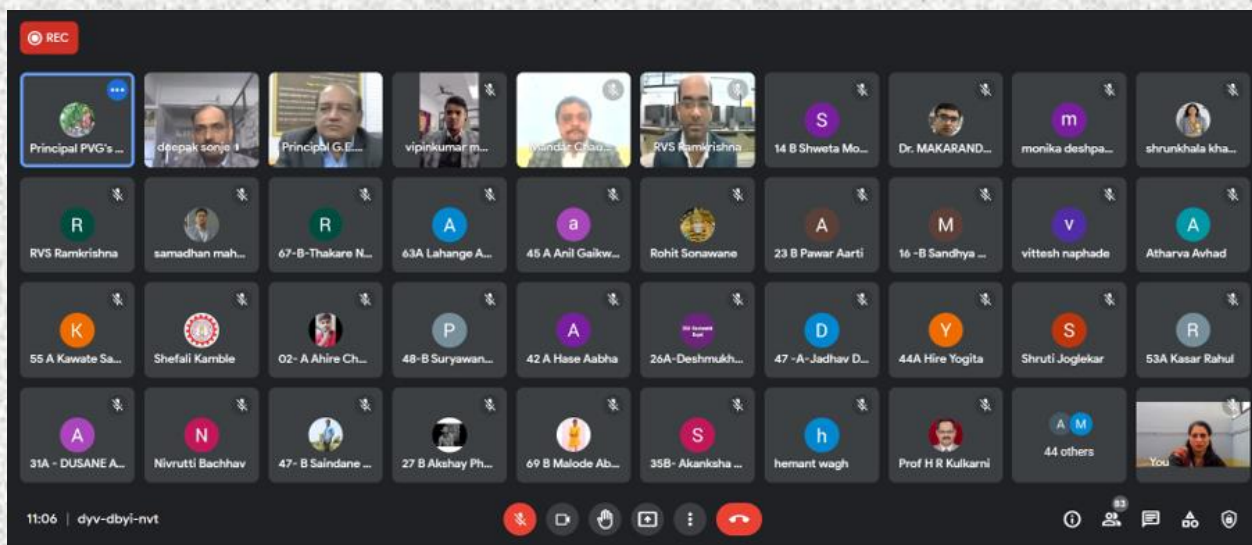 REC
Principal PVG's ...
deepak sonje
Principal G.E....
vipinkumar m...
Mandar Chau...
RVS Ramkrishna
S
14 B Shweta Mo...
Dr. MAKARAND...
m
monika deshpa...
shrunkhala kha...
R
RVS Ramkrishna
samadhan mah...
R
67-B-Thakare N...
A
63A Lahange A...
a
45 A Anil Gaikw...
Rohit Sonawane
A
23 B Pawar Aarti
M
16 -B Sandhya ...
v
vittesh naphade
A
Atharva Avhad
K
55 A Kawate Sa...
Shefali Kamble
02- A Ahire Ch...
P
48-B Suryawan...
A
42 A Hase Aabha
26A-Deshmukh...
D
47 -A-Jadhav D...
Y
44A Hire Yogita
S
Shruti Joglekar
R
53A Kasar Rahul
A
31A - DUSANE A...
N
Nivrutti Bachhav
47- B Saindane ...
27 B Akshay Ph...
69 B Malode Ab...
S
35B- Akanksha ...
h
hemant wagh
Prof H R Kulkarni
A M
44 others
You
11:06 | dyv-dbyi-nvt
83